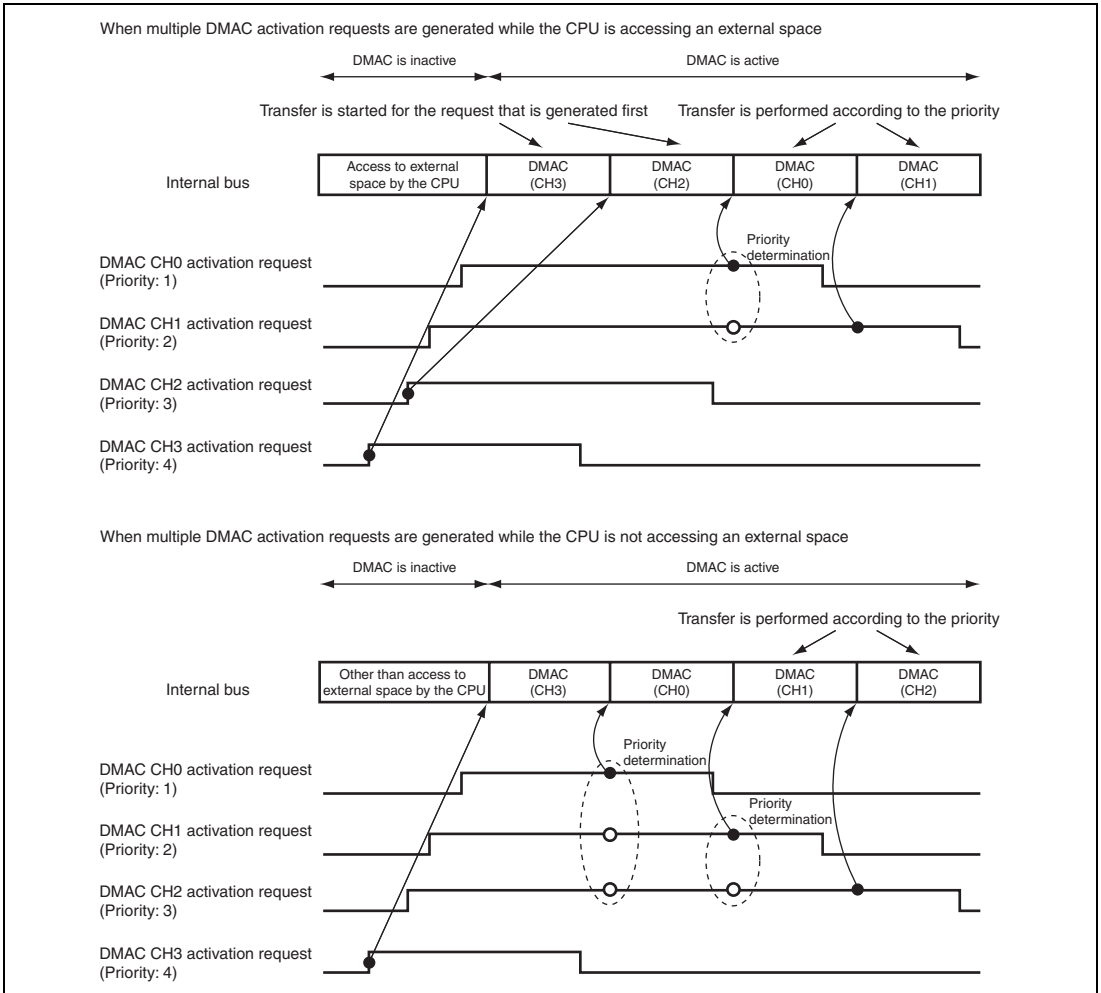 When multiple DMAC activation requests are generated while the CPU is accessing an external space
DMAC is inactive
DMAC is active
Transfer is started for the request that is generated first
Transfer is performed according to the priority
Internal bus
Access to external
space by the CPU
DMAC
(CH3)
DMAC
(CH2)
DMAC
(CH0)
DMAC
(CH1)
Priority
determination
DMAC CH0 activation request
(Priority: 1)
DMAC CH1 activation request
(Priority: 2)
DMAC CH2 activation request
(Priority: 3)
DMAC CH3 activation request
(Priority: 4)
When multiple DMAC activation requests are generated while the CPU is not accessing an external space
DMAC is inactive
DMAC is active
Transfer is performed according to the priority
Internal bus
Other than access to
external space by the CPU
DMAC
(CH3)
DMAC
(CH0)
DMAC
(CH1)
DMAC
(CH2)
Priority
determination
DMAC CH0 activation request
(Priority: 1)
Priority
determination
DMAC CH1 activation request
(Priority: 2)
DMAC CH2 activation request
(Priority: 3)
DMAC CH3 activation request
(Priority: 4)